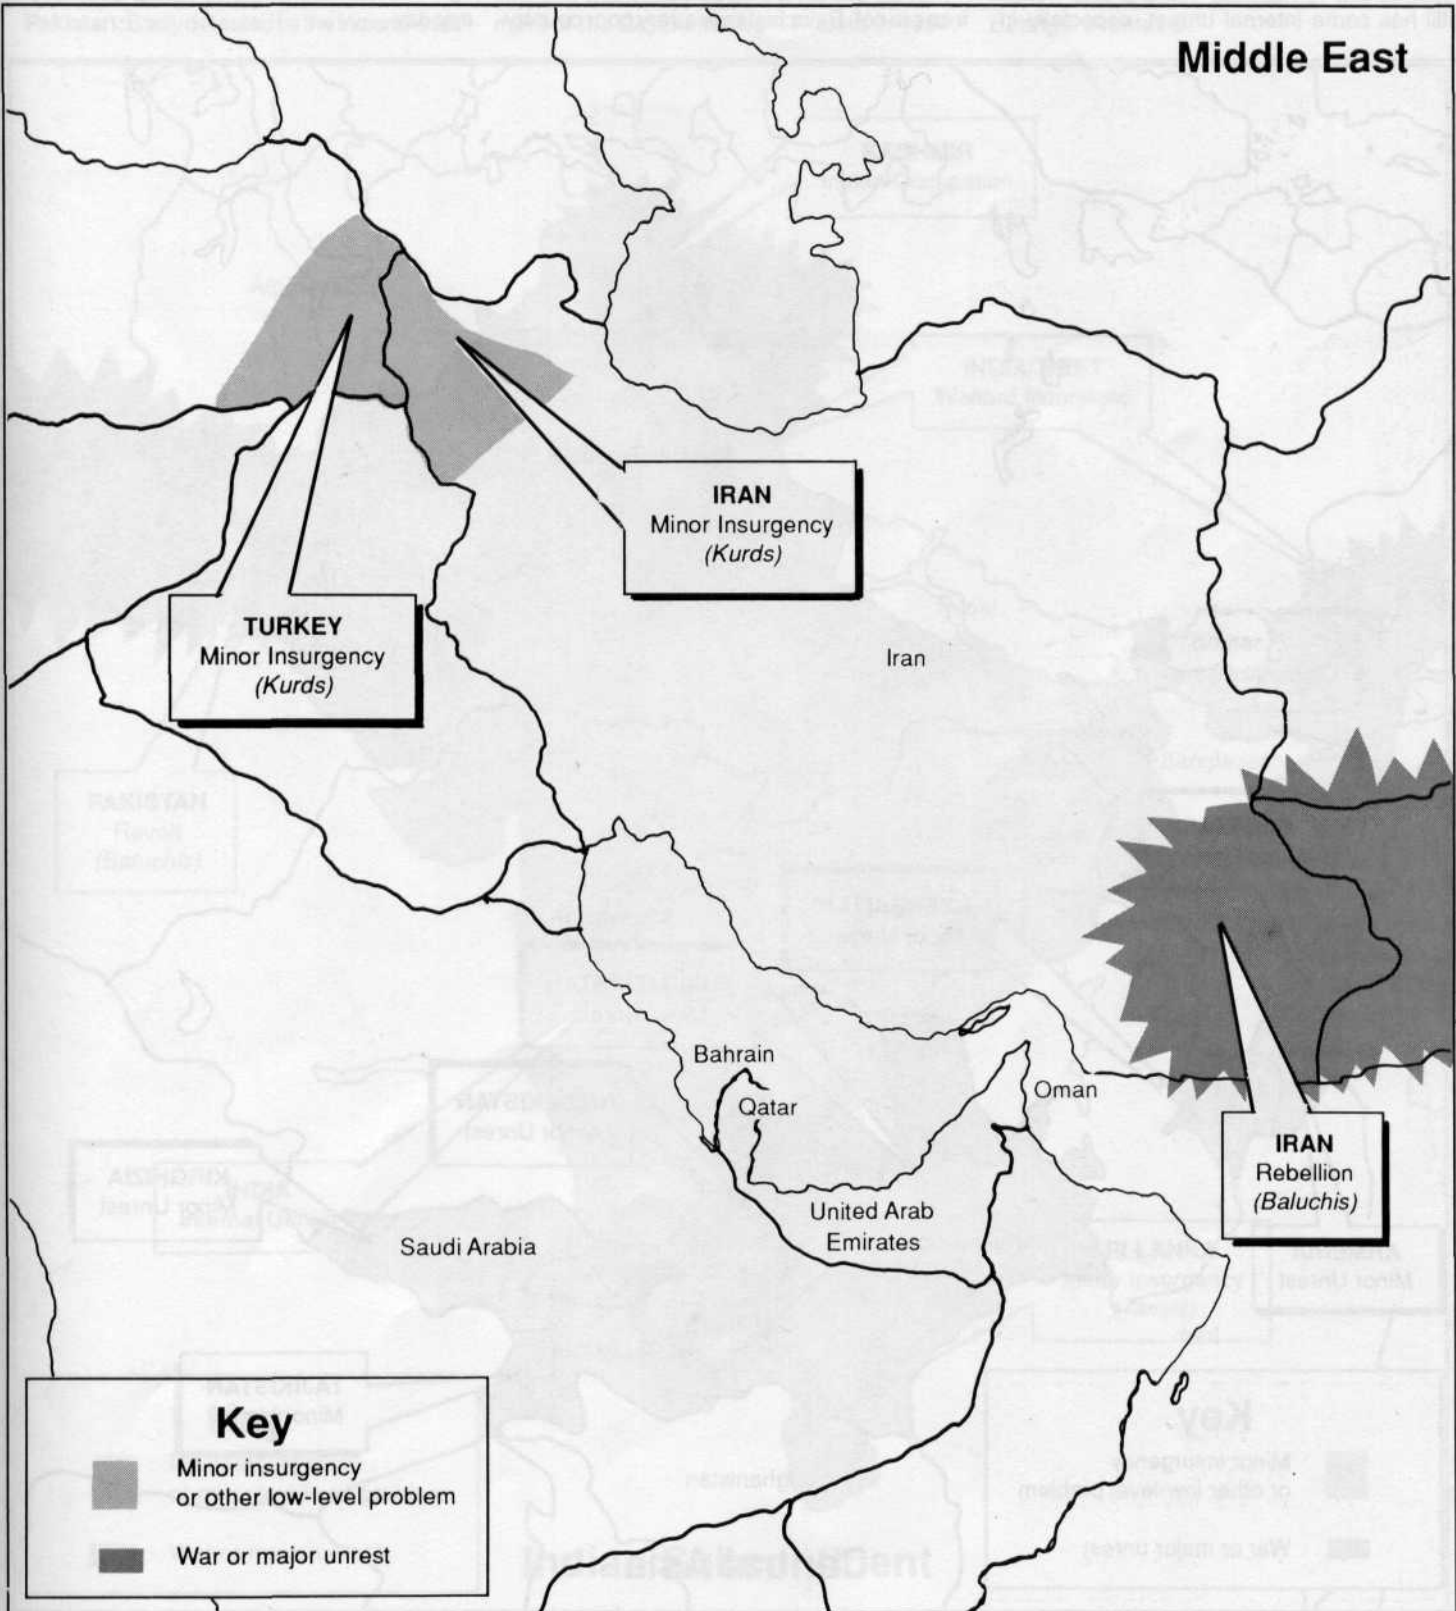 Middle East
IRAN
Minor Insurgency
(Kurds)
TURKEY
Minor Insurgency
(Kurds)
Iran
Bahrain
Qatar
Oman
United Arab
Emirates
Saudi Arabia
IRAN
Rebellion
(Baluchis)
Key
Minor insurgency
or other low-level problem
War or major unrest